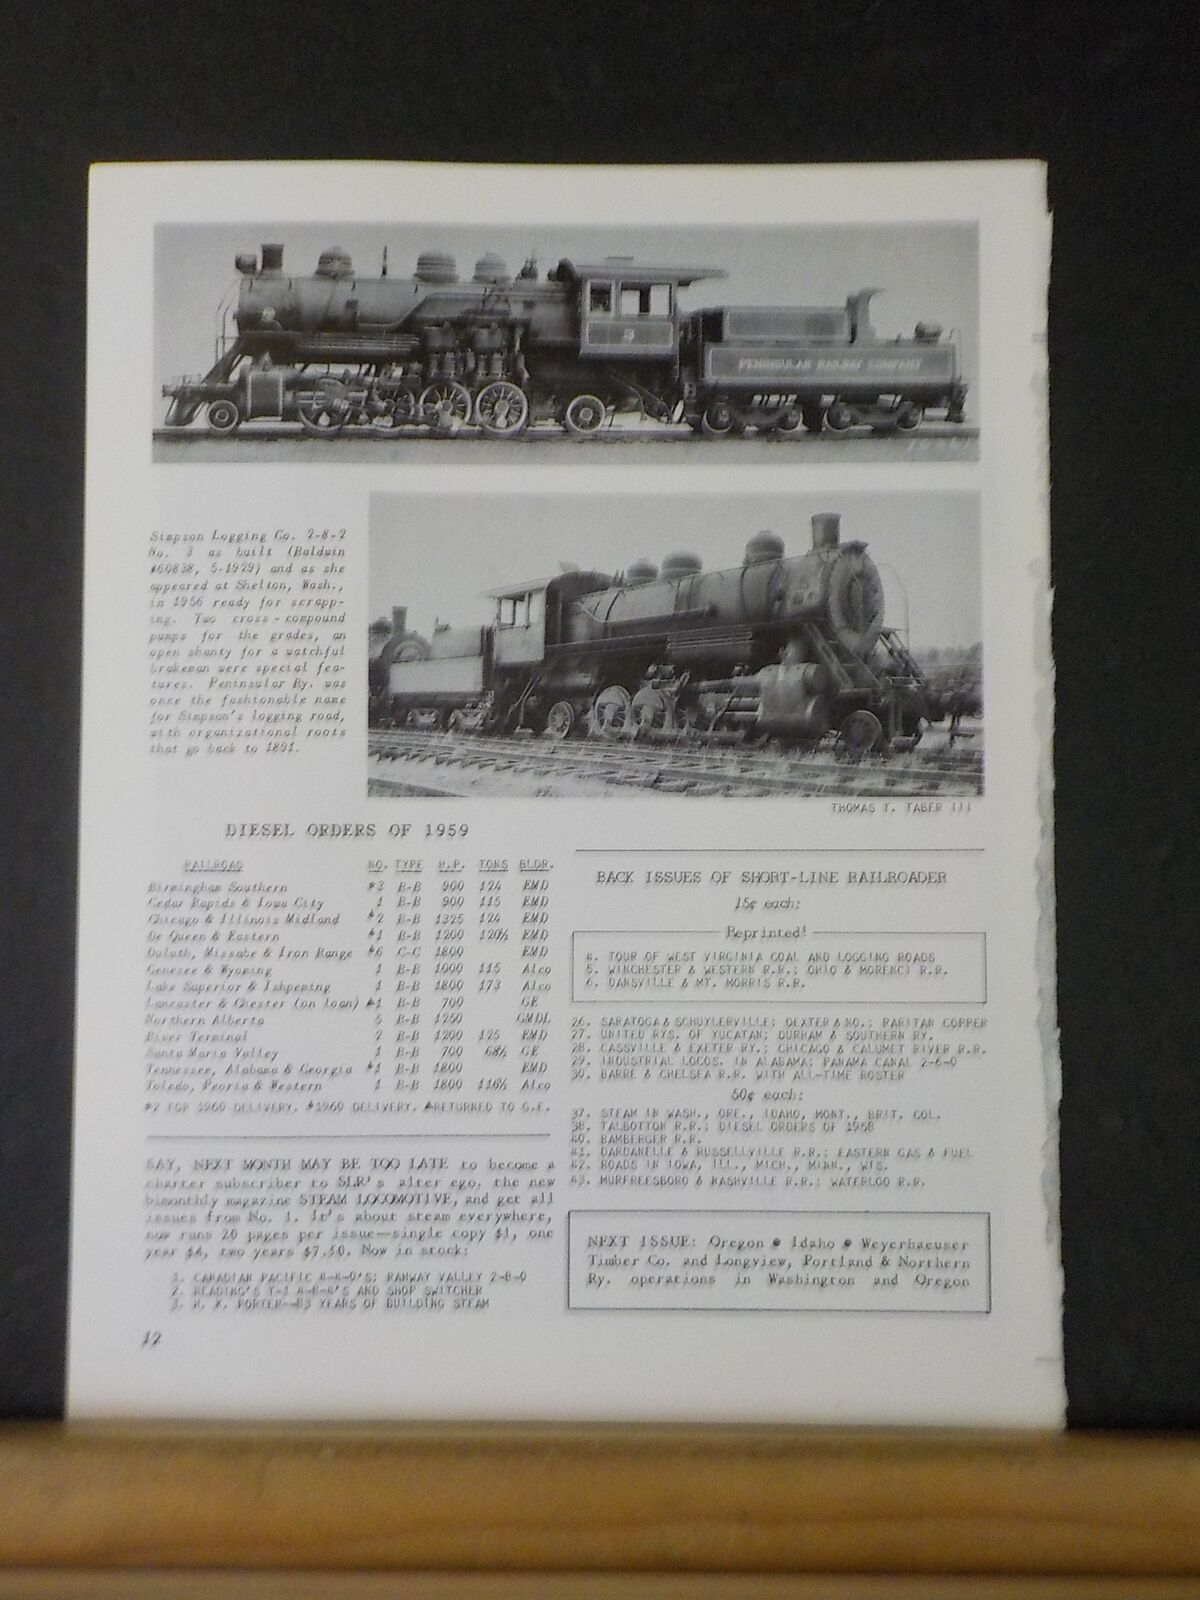 3
PENINSULAR RAILWAY COMPANY
Simpson Logging Co. 2-8-2
No. 3 as built (Baldwin
#60838, 5-1929) and as she
appeared at Shelton, Wash.,
in 1956 ready for scrapp-
ing. Two cross-compound
pumps for the grades, an
open shanty for a watchful
brakeman were special fea-
tures. Peninsular Ry. was
once the fashionable name
for Simpson's logging road,
with organizational roots
that go back to 1891.
THOMAS T. TABER III
DIESEL ORDERS OF 1959
RAILROAD NO. TYPE H.P. TONS BLDR.
Birmingham Southern *3 B-B 900 124 EMD
Cedar Rapids & Iowa City 1 B-B 900 115 EMD
Chicago & Illinois Midland #2 B-B 1325 124 EMD
De Queen & Eastern #1 B-B 1200 120½ EMD
Duluth, Missabe & Iron Range #6 C-C 1800 EMD
Genesee & Wyoming 1 B-B 1000 115 Alco
Lake Superior & Ishpeming 1 B-B 1800 173 Alco
Lancaster & Chester (on loan) ▲1 B-B 700 GE
Northern Alberta 5 B-B 1250 GMDL
River Terminal 2 B-B 1200 125 EMD
Santa Maria Valley 1 B-B 700 68½ GE
Tennessee, Alabama & Georgia #1 B-B 1800 EMD
Toledo, Peoria & Western 1 B-B 1800 116½ Alco
*2 FOR 1960 DELIVERY. #1960 DELIVERY. ▲RETURNED TO G.E.
SAY, NEXT MONTH MAY BE TOO LATE to become a
charter subscriber to SLR's alter ego, the new
bimonthly magazine STEAM LOCOMOTIVE, and get all
issues from No. 1. It's about steam everywhere,
now runs 20 pages per issue—single copy $1, one
year $4, two years $7.50. Now in stock:
1. CANADIAN PACIFIC 4-4-0'S; RAHWAY VALLEY 2-8-0
2. READING'S T-1 4-8-4'S AND SHOP SWITCHER
3. H. K. PORTER--83 YEARS OF BUILDING STEAM
12
BACK ISSUES OF SHORT-LINE RAILROADER
15¢ each:
Reprinted!
4. TOUR OF WEST VIRGINIA COAL AND LOGGING ROADS
5. WINCHESTER & WESTERN R.R.; OHIO & MORENCI R.R.
6. DANSVILLE & MT. MORRIS R.R.
26. SARATOGA & SCHUYLERVILLE; DEXTER & NO.; RARITAN COPPER
27. UNITED RYS. OF YUCATAN; DURHAM & SOUTHERN RY.
28. CASSVILLE & EXETER RY.; CHICAGO & CALUMET RIVER R.R.
29. INDUSTRIAL LOCOS. IN ALABAMA; PANAMA CANAL 2-6-0
30. BARRE & CHELSEA R.R. WITH ALL-TIME ROSTER
50¢ each:
37. STEAM IN WASH., ORE., IDAHO, MONT., BRIT. COL.
38. TALBOTTON R.R.; DIESEL ORDERS OF 1958
40. BAMBERGER R.R.
41. DARDANELLE & RUSSELLVILLE R.R.; EASTERN GAS & FUEL
42. ROADS IN IOWA, ILL., MICH., MINN., WIS.
43. MURFREESBORO & NASHVILLE R.R.; WATERLOO R.R.
NEXT ISSUE: Oregon ● Idaho ● Weyerhaeuser
Timber Co. and Longview, Portland & Northern
Ry. operations in Washington and Oregon